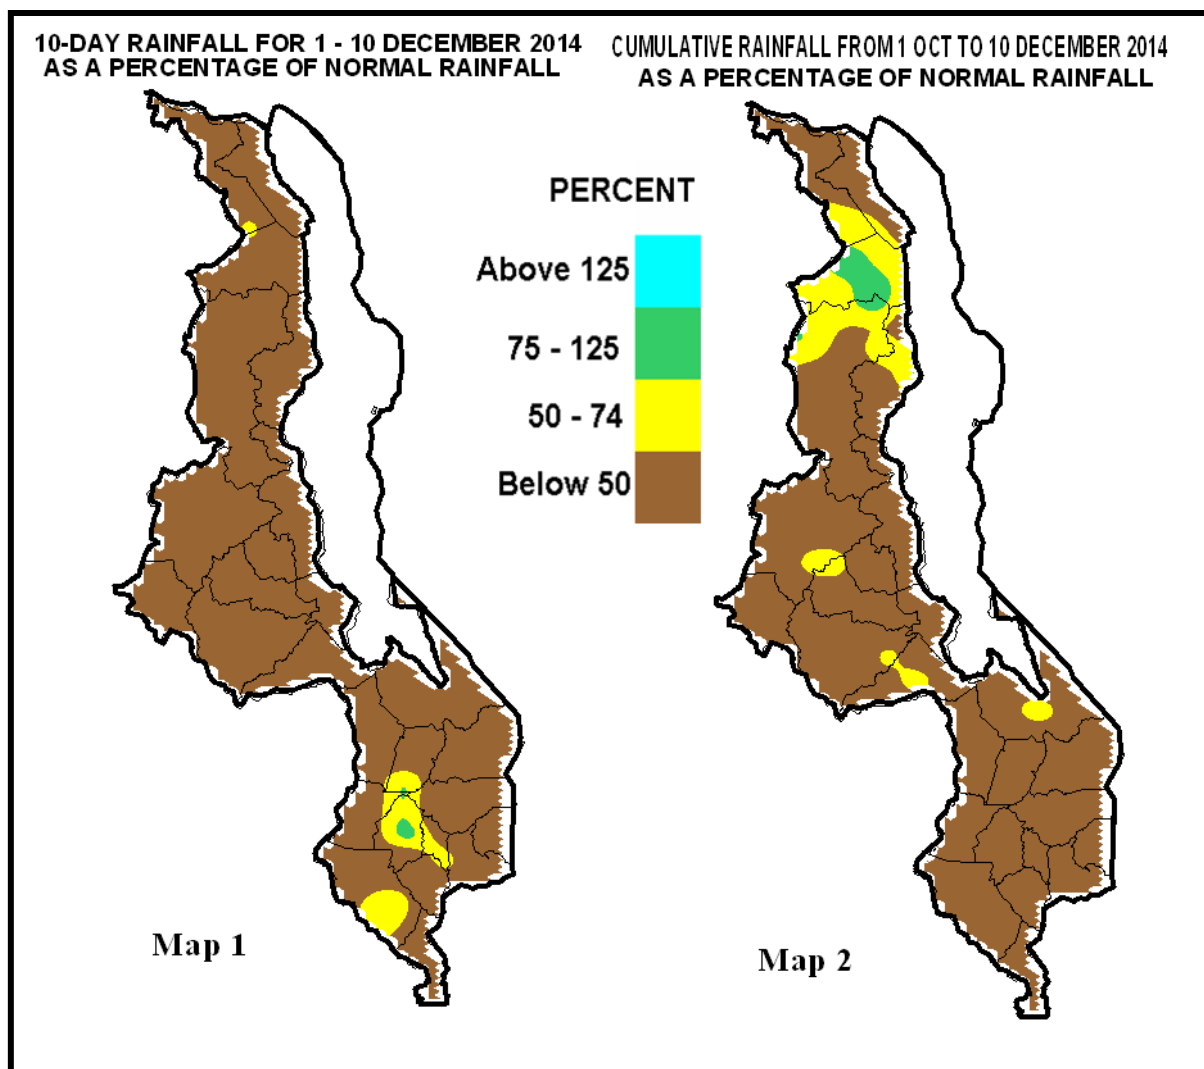 10-DAY RAINFALL FOR 1 - 10 DECEMBER 2014
AS A PERCENTAGE OF NORMAL RAINFALL
CUMULATIVE RAINFALL FROM 1 OCT TO 10 DECEMBER 2014
AS A PERCENTAGE OF NORMAL RAINFALL
PERCENT
Above 125
75 - 125
50 - 74
Below 50
Map 1
Map 2